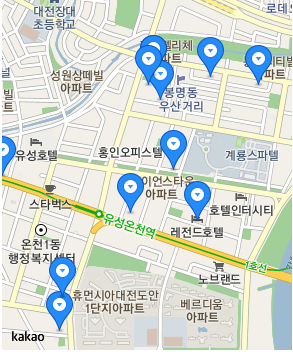 대전장대
초등학교
로데오
벨리체
아파트
성원상떼빌
아파트
아파트
봉명동
우산거리
홍인오피스텔
계룡스파텔
유성호텔
이언스타운
아파트
스타벅스
호텔인터시티
유성온천역
레전드호텔
온천1동
행정복지센터
1호선
노브랜드
휴먼시아대전도안
1단지아파트
베르디움
아파트
kakao